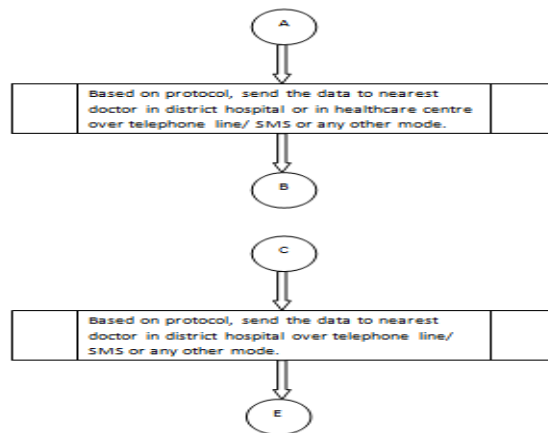 A
Based on protocol, send the data to nearest
doctor in district hospital or in healthcare centre
over telephone line/ SMS or any other mode.
B
C
Based on protocol, send the data to nearest
doctor in district hospital over telephone line/
SMS or any other mode.
E